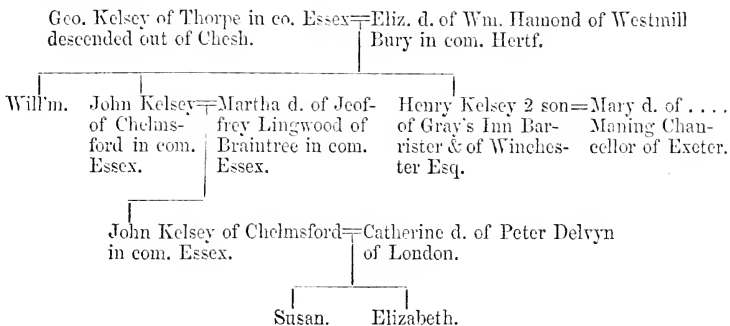 Geo. Kelsey of Thorpe in co. Essex=Eliz. d. of Wm. Hamond of Westmill
descended out of Chesh. Bury in com. Hertf.
Will'm. John Kelsey=Martha d. of Jeof- Henry Kelsey 2 son=Mary d. of ....
of Chelms- frey Lingwood of of Gray's Inn Bar- Maning Chan-
ford in com. Braintree in com. rister & of Winches- cellor of Exeter.
Essex. Essex. ter Esq.
John Kelsey of Chelmsford=Catherine d. of Peter Delvyn
in com. Essex. of London.
Susan. Elizabeth.